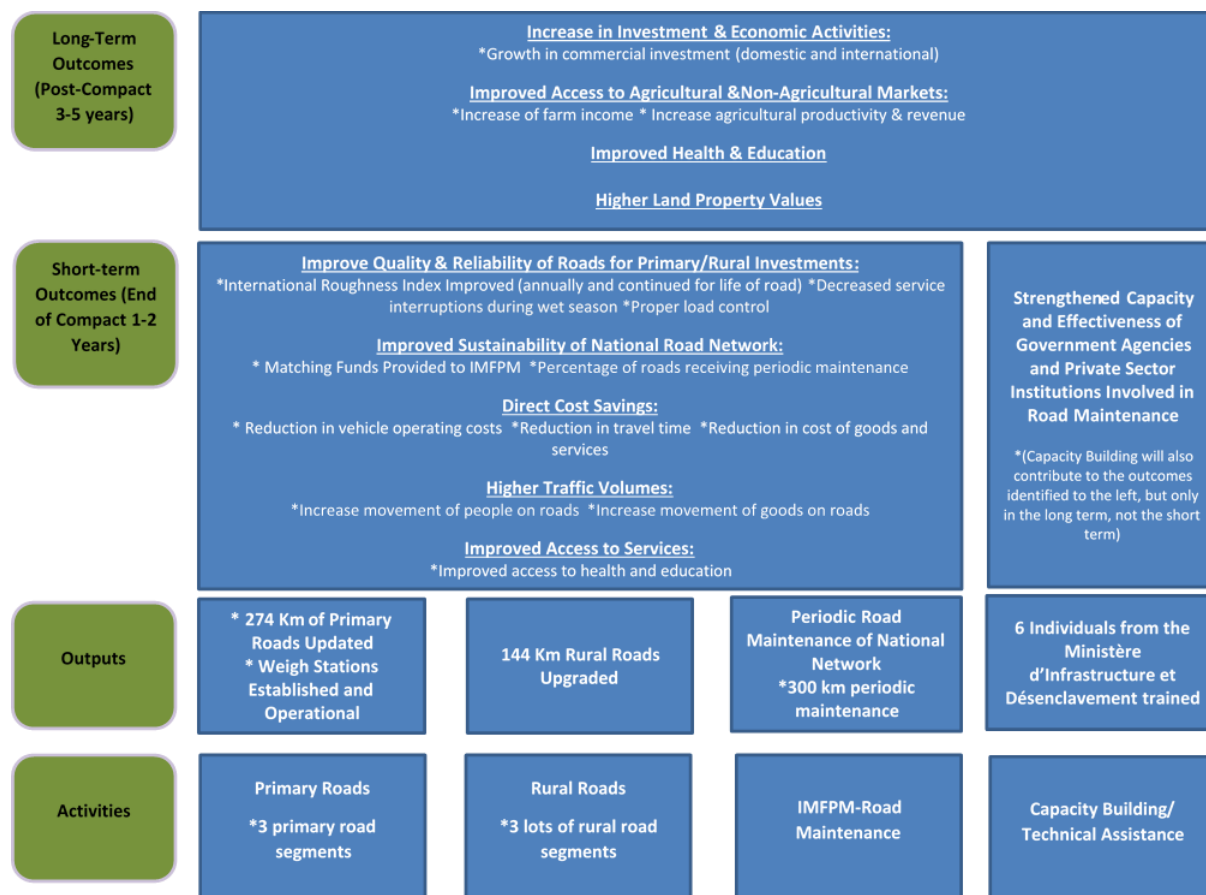 Long-Term
Outcomes
(Post-Compact
3-5 years)
Increase in Investment & Economic Activities:
*Growth in commercial investment (domestic and international)
Improved Access to Agricultural &Non-Agricultural Markets:
*Increase of farm income * Increase agricultural productivity & revenue
Improved Health & Education
Higher Land Property Values
Short-term
Outcomes (End
of Compact 1-2
Years)
Improve Quality & Reliability of Roads for Primary/Rural Investments:
*International Roughness Index Improved (annually and continued for life of road) *Decreased service
interruptions during wet season *Proper load control
Improved Sustainability of National Road Network:
* Matching Funds Provided to IMFPM *Percentage of roads receiving periodic maintenance
Direct Cost Savings:
* Reduction in vehicle operating costs *Reduction in travel time *Reduction in cost of goods and
services
Higher Traffic Volumes:
*Increase movement of people on roads *Increase movement of goods on roads
Improved Access to Services:
*Improved access to health and education
Strengthened Capacity
and Effectiveness of
Government Agencies
and Private Sector
Institutions Involved in
Road Maintenance
*(Capacity Building will also
contribute to the outcomes
identified to the left, but only
in the long term, not the short
term)
Outputs
* 274 Km of Primary
Roads Updated
* Weigh Stations
Established and
Operational
144 Km Rural Roads
Upgraded
Periodic Road
Maintenance of National
Network
*300 km periodic
maintenance
6 Individuals from the
Ministère
d'Infrastructure et
Désenclavement trained
Activities
Primary Roads
*3 primary road
segments
Rural Roads
*3 lots of rural road
segments
IMFPM-Road
Maintenance
Capacity Building/
Technical Assistance